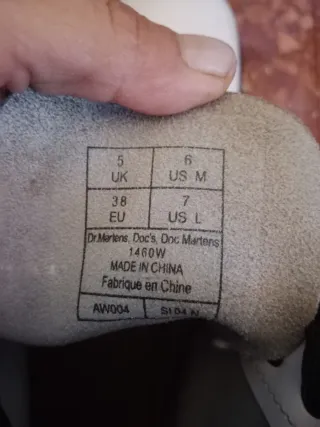 5 6
UK US M
38 7
EU US L
Dr.Martens, Doc's, Doc Martens
1460W
MADE IN CHINA
Fabriqué en Chine
AW004